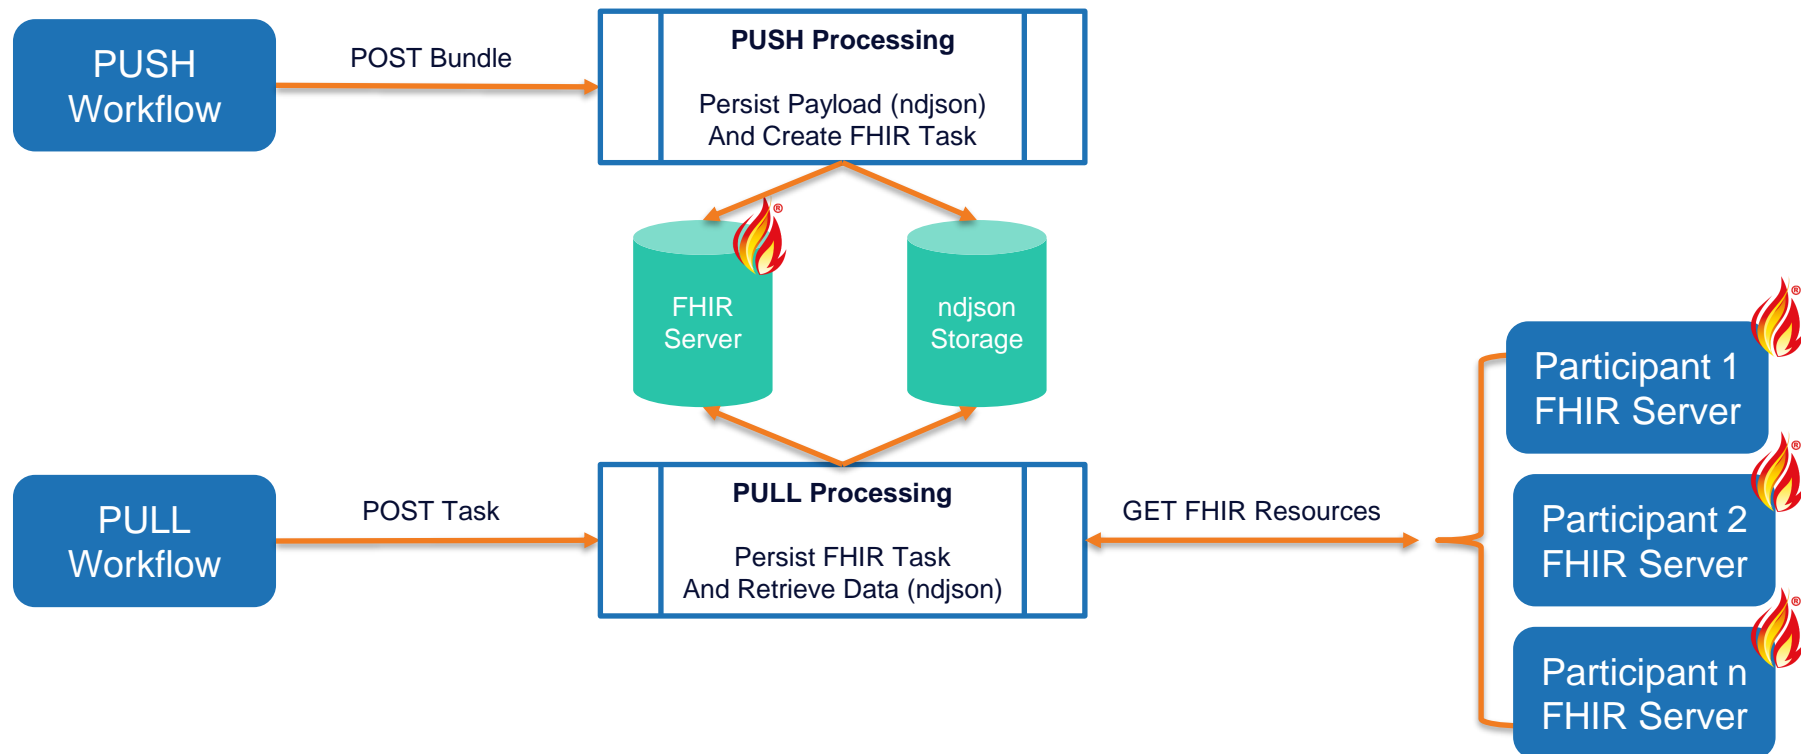 PUSH
Workflow
POST Bundle
PUSH Processing
Persist Payload (ndjson)
And Create FHIR Task
®
FHIR
Server
ndjson
Storage
PULL
Workflow
POST Task
PULL Processing
Persist FHIR Task
And Retrieve Data (ndjson)
GET FHIR Resources
®
Participant 1
FHIR Server
®
Participant 2
FHIR Server
®
Participant n
FHIR Server